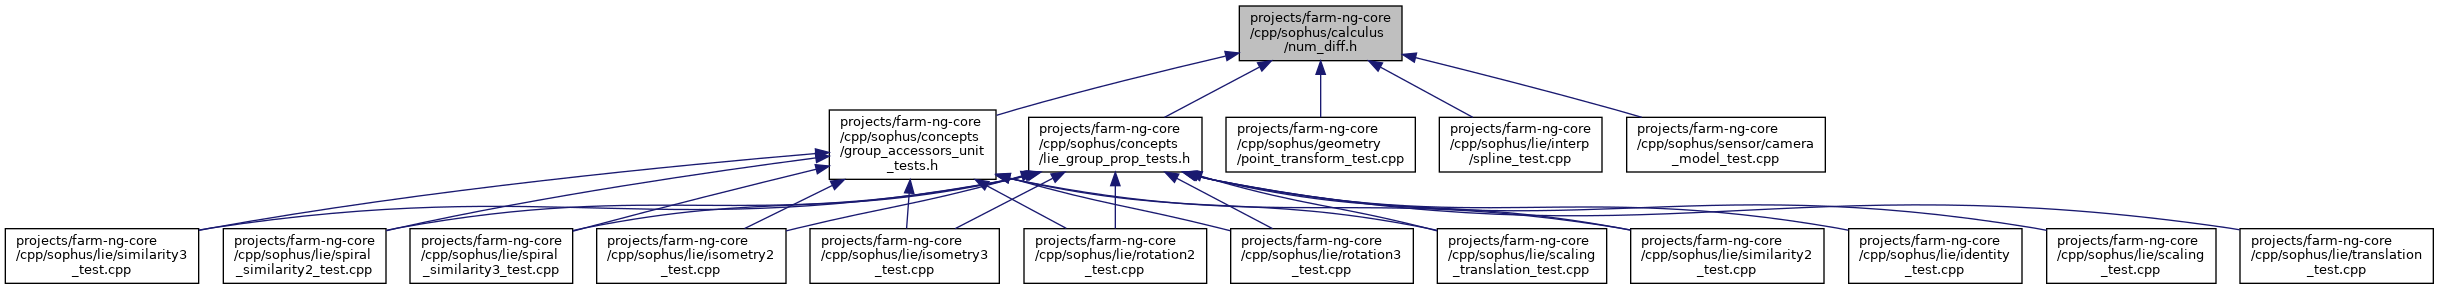 projects/farm-ng-core
/cpp/sophus/calculus
/num_diff.h
projects/farm-ng-core
/cpp/sophus/concepts
/group_accessors_unit
_tests.h
projects/farm-ng-core
/cpp/sophus/concepts
/lie_group_prop_tests.h
projects/farm-ng-core
/cpp/sophus/geometry
/point_transform_test.cpp
projects/farm-ng-core
/cpp/sophus/lie/interp
/spline_test.cpp
projects/farm-ng-core
/cpp/sophus/sensor/camera
_model_test.cpp
projects/farm-ng-core
/cpp/sophus/lie/similarity3
_test.cpp
projects/farm-ng-core
/cpp/sophus/lie/spiral
_similarity2_test.cpp
projects/farm-ng-core
/cpp/sophus/lie/spiral
_similarity3_test.cpp
projects/farm-ng-core
/cpp/sophus/lie/isometry2
_test.cpp
projects/farm-ng-core
/cpp/sophus/lie/isometry3
_test.cpp
projects/farm-ng-core
/cpp/sophus/lie/rotation2
_test.cpp
projects/farm-ng-core
/cpp/sophus/lie/rotation3
_test.cpp
projects/farm-ng-core
/cpp/sophus/lie/scaling
_translation_test.cpp
projects/farm-ng-core
/cpp/sophus/lie/similarity2
_test.cpp
projects/farm-ng-core
/cpp/sophus/lie/identity
_test.cpp
projects/farm-ng-core
/cpp/sophus/lie/scaling
_test.cpp
projects/farm-ng-core
/cpp/sophus/lie/translation
_test.cpp